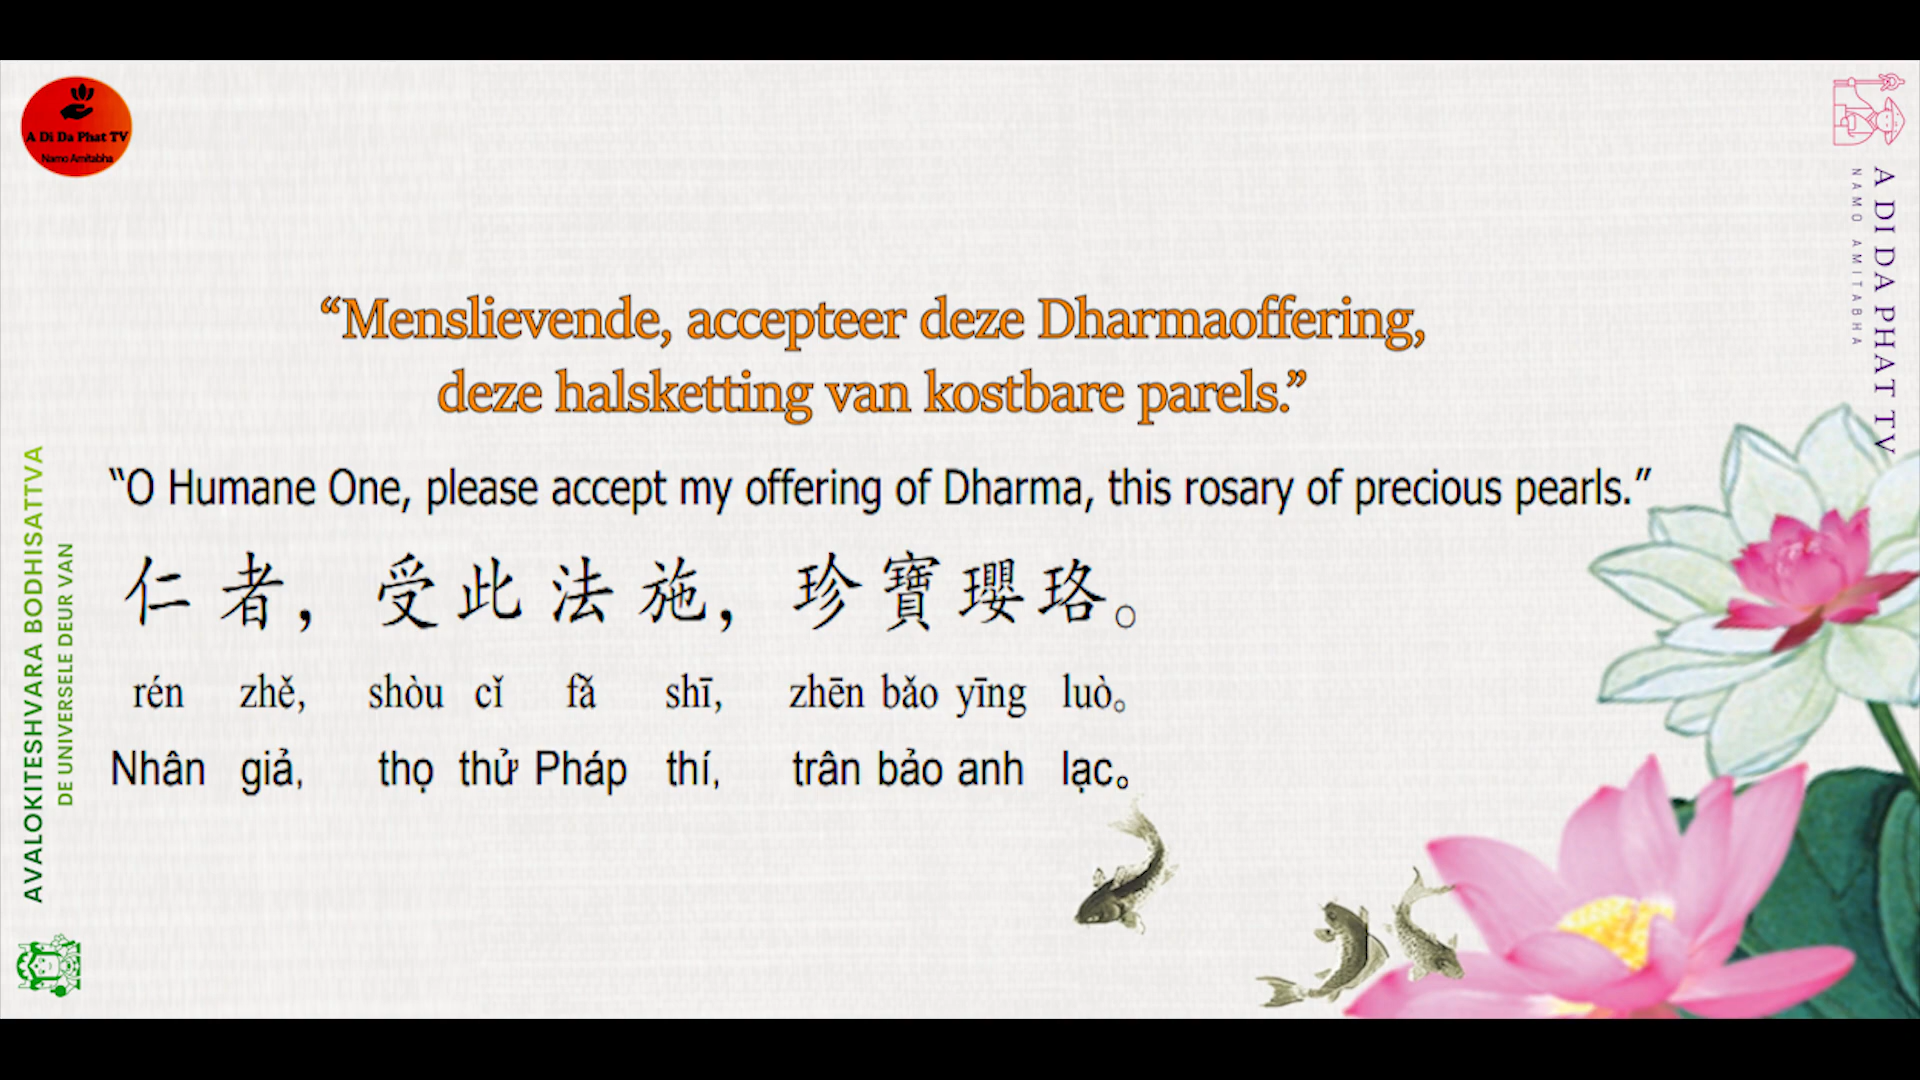 A Di Da Phat TV
Namo Amitabha
A DI DA PHAT TV
NAMO AMITABHA
“Menslievende, accepteer deze Dharmaoffering,
deze halsketting van kostbare parels.”
“O Humane One, please accept my offering of Dharma, this rosary of precious pearls.”
仁者，受此法施，珍寶瓔珞。
rén zhě, shòu cǐ fǎ shī, zhēn bǎo yīng luò。
Nhân giả, thọ thử Pháp thí, trân bảo anh lạc。
AVALOKITESHVARA BODHISATTVA
DE UNIVERSELE DEUR VAN